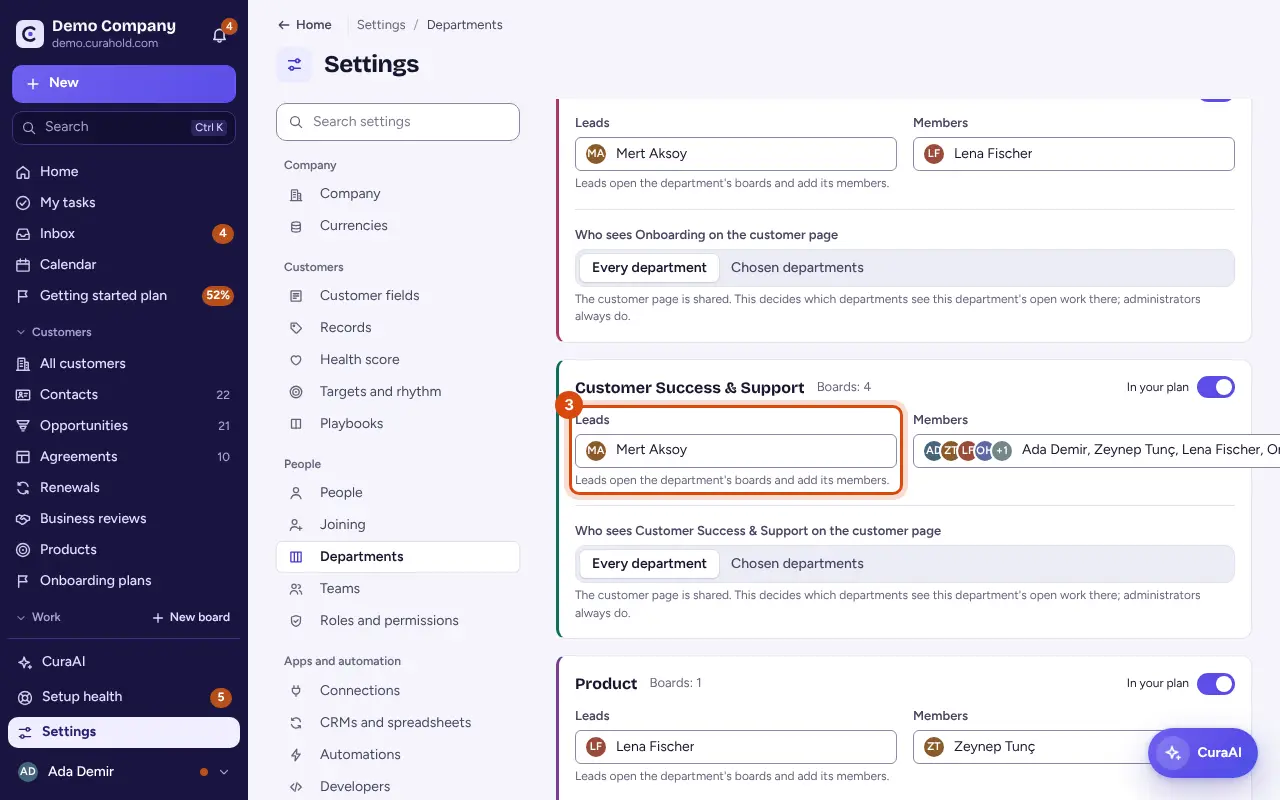 Demo Company
demo.curahold.com
4
New
Search
Ctrl K
Home
My tasks
Inbox
4
Calendar
Getting started plan
52%
Customers
All customers
Contacts
22
Opportunities
21
Agreements
10
Renewals
Business reviews
Products
Onboarding plans
Work
New board
CuraAI
Setup health
5
Settings
AD
Ada Demir
Home
Settings / Departments
Settings
Search settings
Company
Company
Currencies
Customers
Customer fields
Records
Health score
Targets and rhythm
Playbooks
People
People
Joining
Departments
Teams
Roles and permissions
Apps and automation
Connections
CRMs and spreadsheets
Automations
Developers
Leads
Members
MA Mert Aksoy
LF Lena Fischer
Leads open the department's boards and add its members.
Who sees Onboarding on the customer page
Every department
Chosen departments
The customer page is shared. This decides which departments see this department's open work there; administrators
always do.
Customer Success & Support
Boards: 4
In your plan
3
Leads
Members
MA Mert Aksoy
AD ZT LF OH +1 Ada Demir, Zeynep Tunç, Lena Fischer,
Leads open the department's boards and add its members.
Who sees Customer Success & Support on the customer page
Every department
Chosen departments
The customer page is shared. This decides which departments see this department's open work there; administrators
always do.
Product
Boards: 1
In your plan
Leads
Members
LF Lena Fischer
ZT Zeynep Tunç
Leads open the department's boards and add its members.
CuraAI